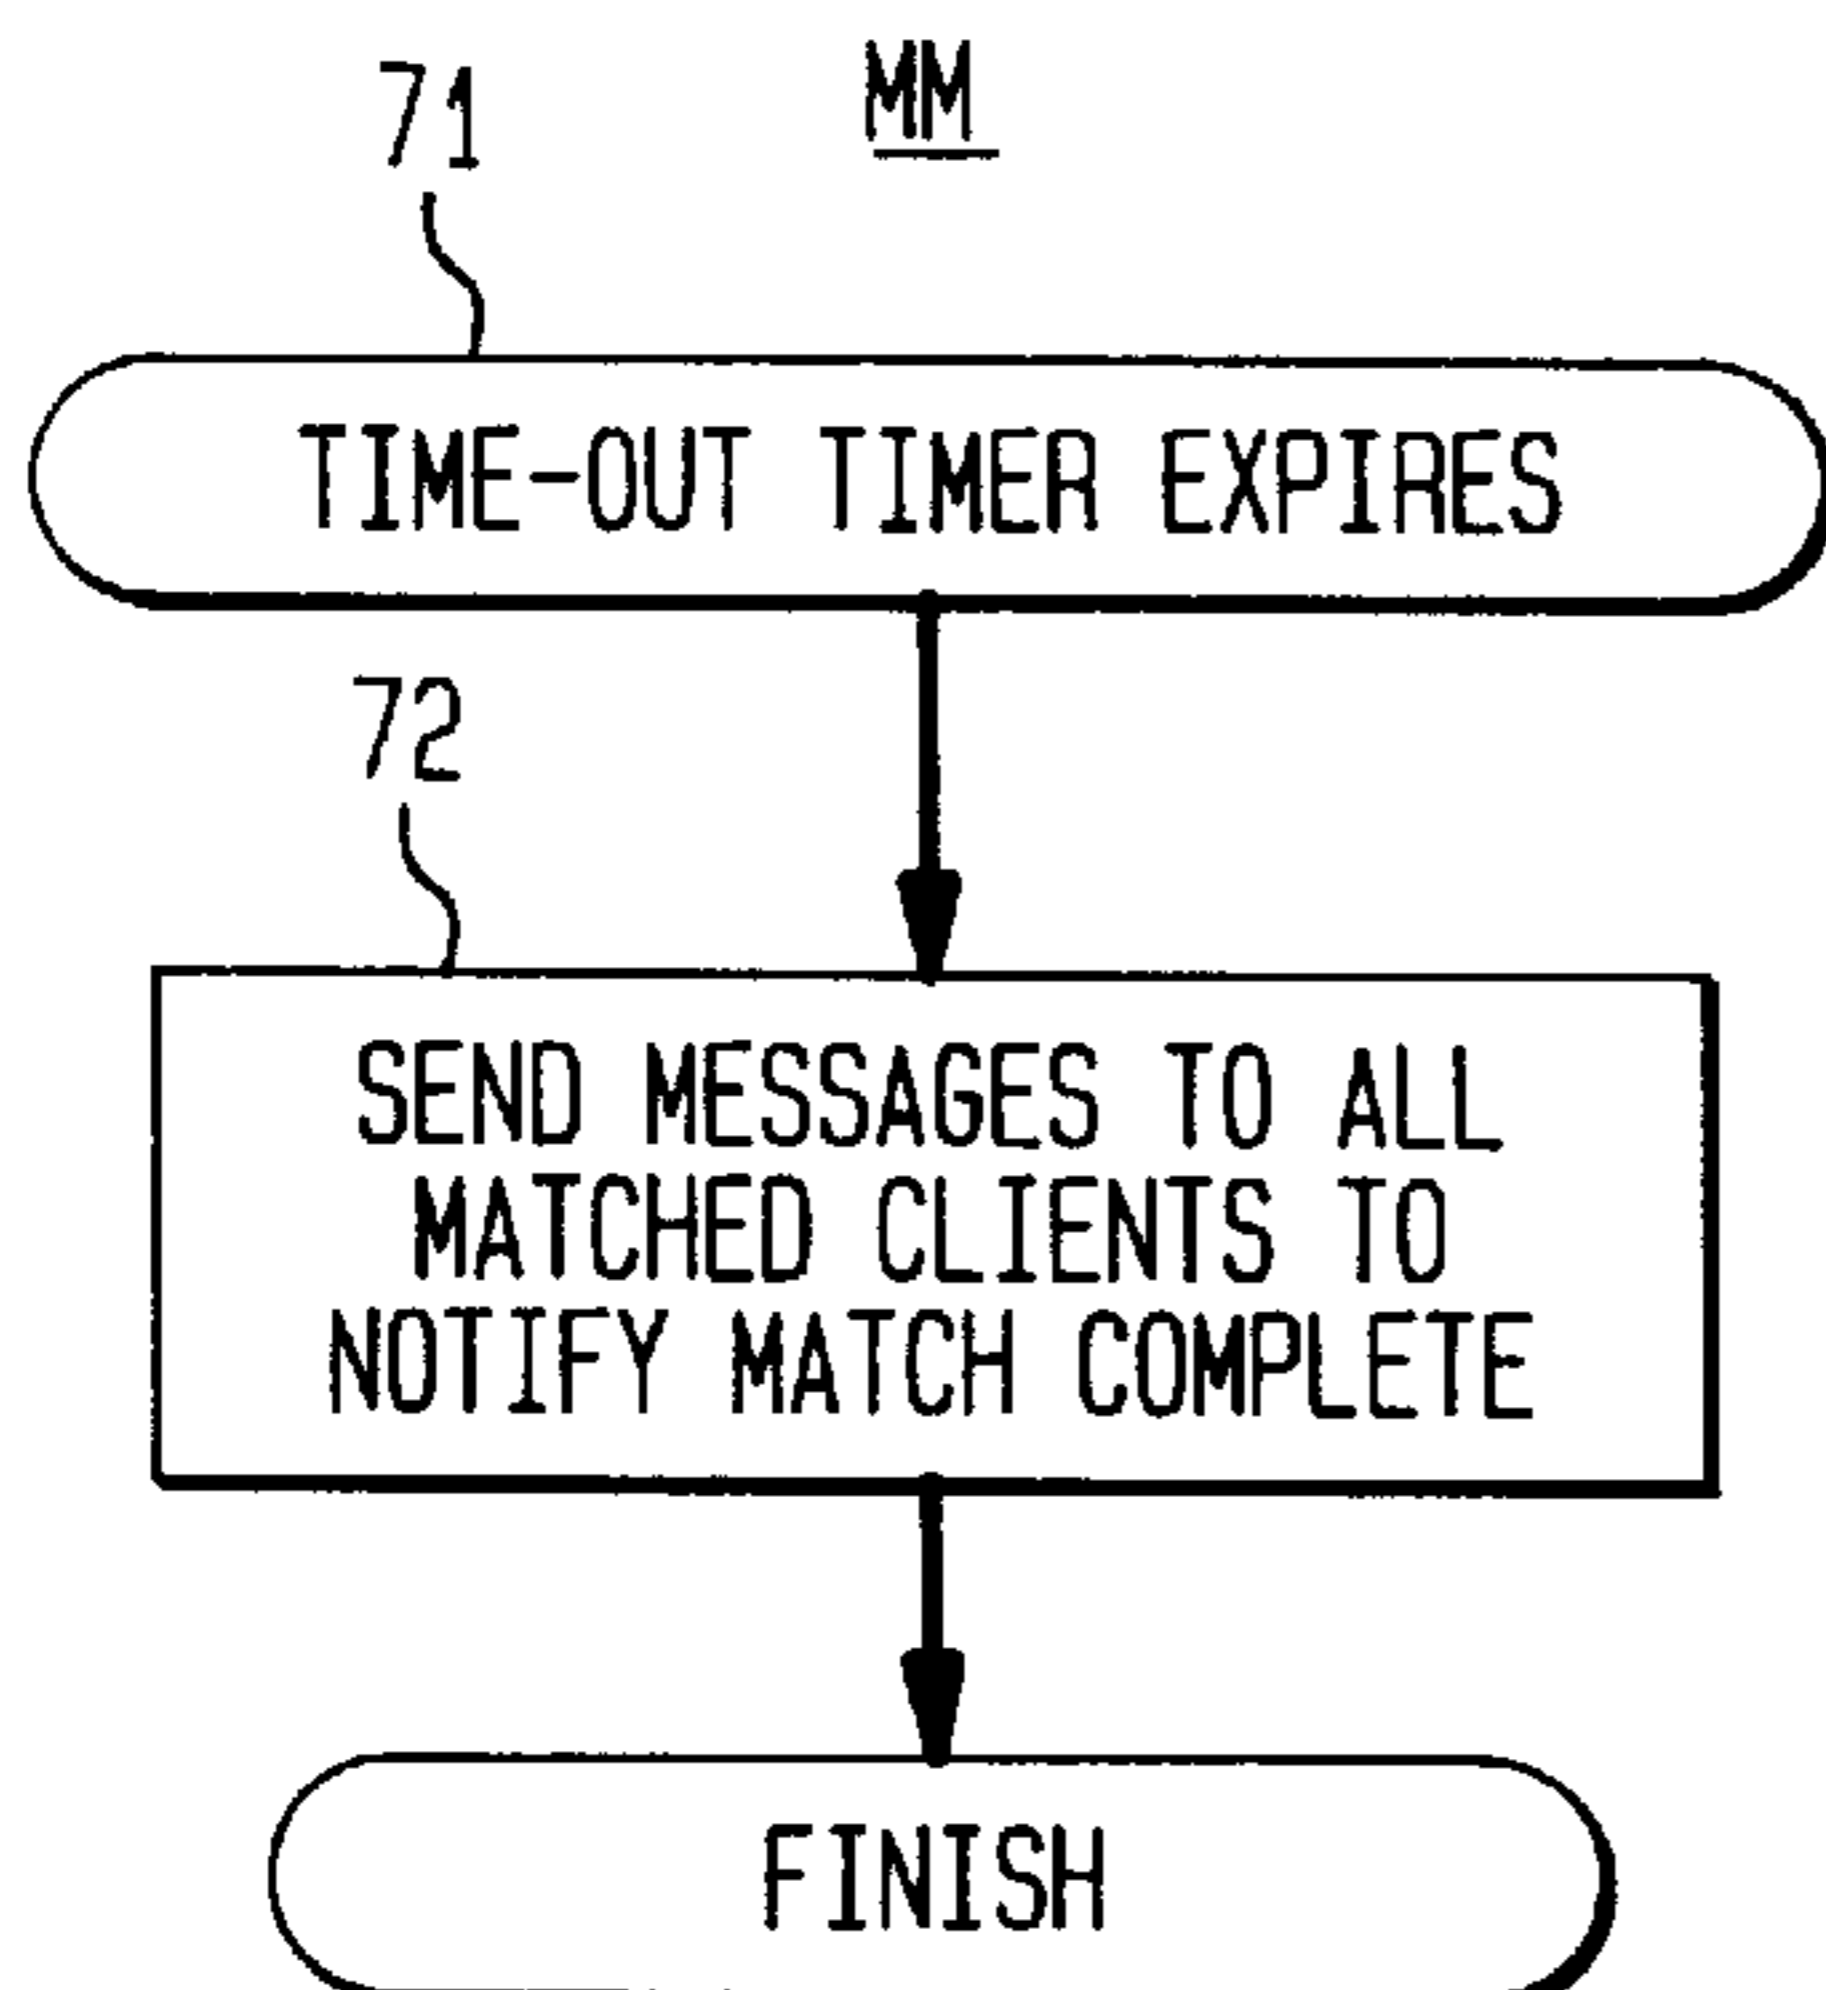 71
MM
TIME-OUT TIMER EXPIRES
72
SEND MESSAGES TO ALL
MATCHED CLIENTS TO
NOTIFY MATCH COMPLETE
FINISH